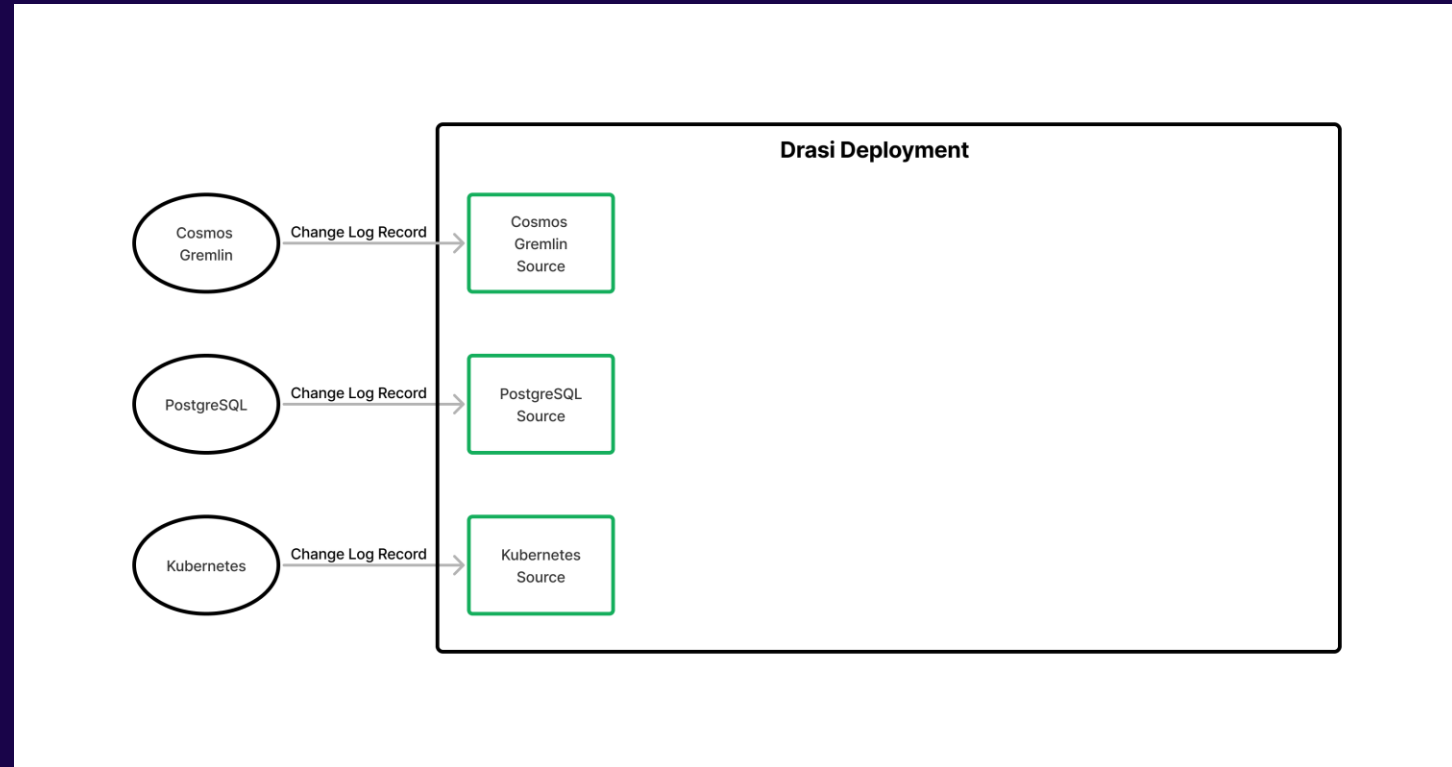 Drasi Deployment
Cosmos
Gremlin
Change Log Record
Cosmos
Gremlin
Source
PostgreSQL
Change Log Record
PostgreSQL
Source
Kubernetes
Change Log Record
Kubernetes
Source